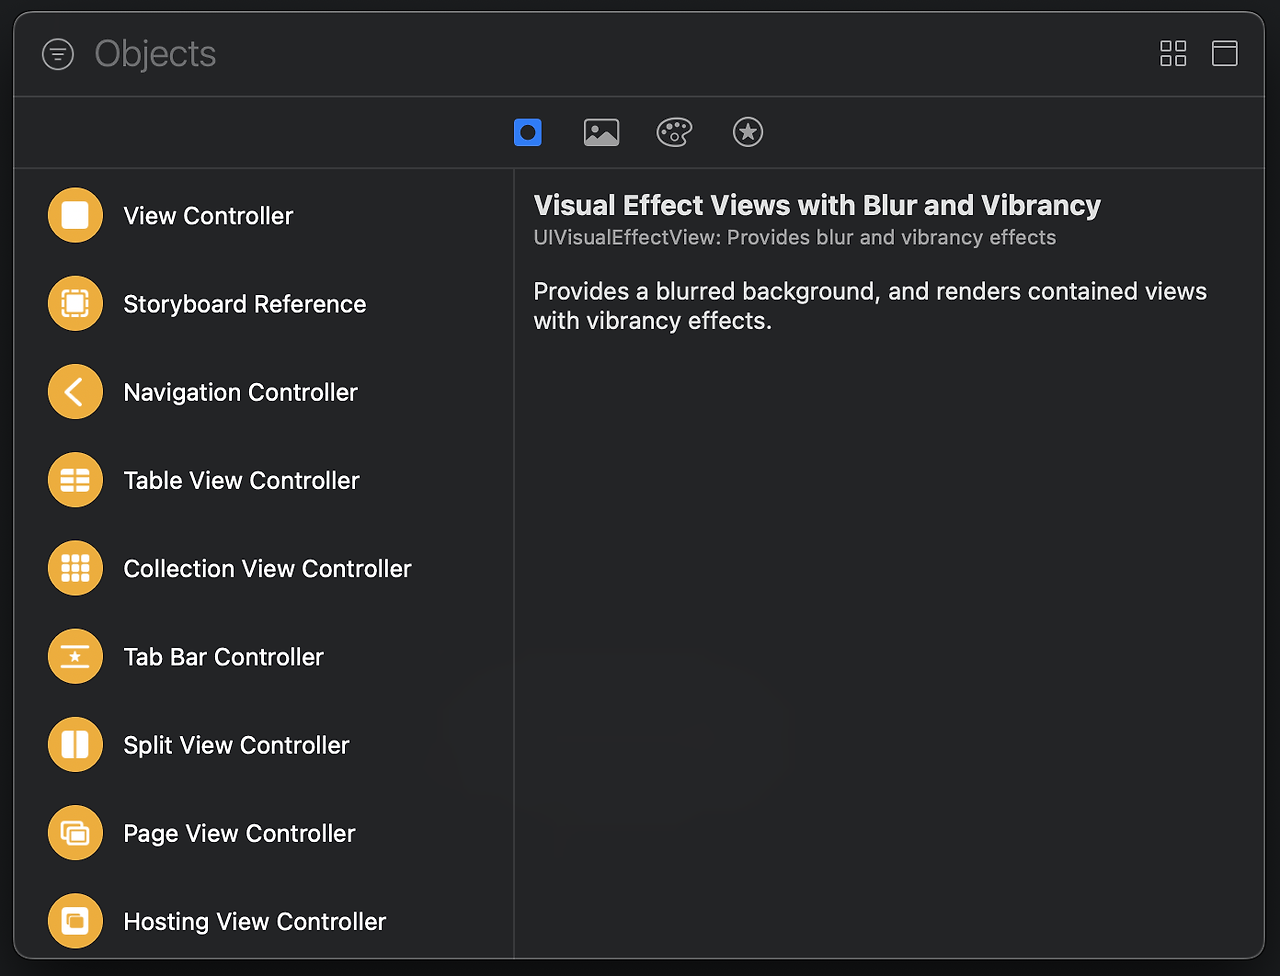 Objects
View Controller
Storyboard Reference
Navigation Controller
Table View Controller
Collection View Controller
Tab Bar Controller
Split View Controller
Page View Controller
Hosting View Controller
Visual Effect Views with Blur and Vibrancy
UIVisualEffectView: Provides blur and vibrancy effects
Provides a blurred background, and renders contained views
with vibrancy effects.